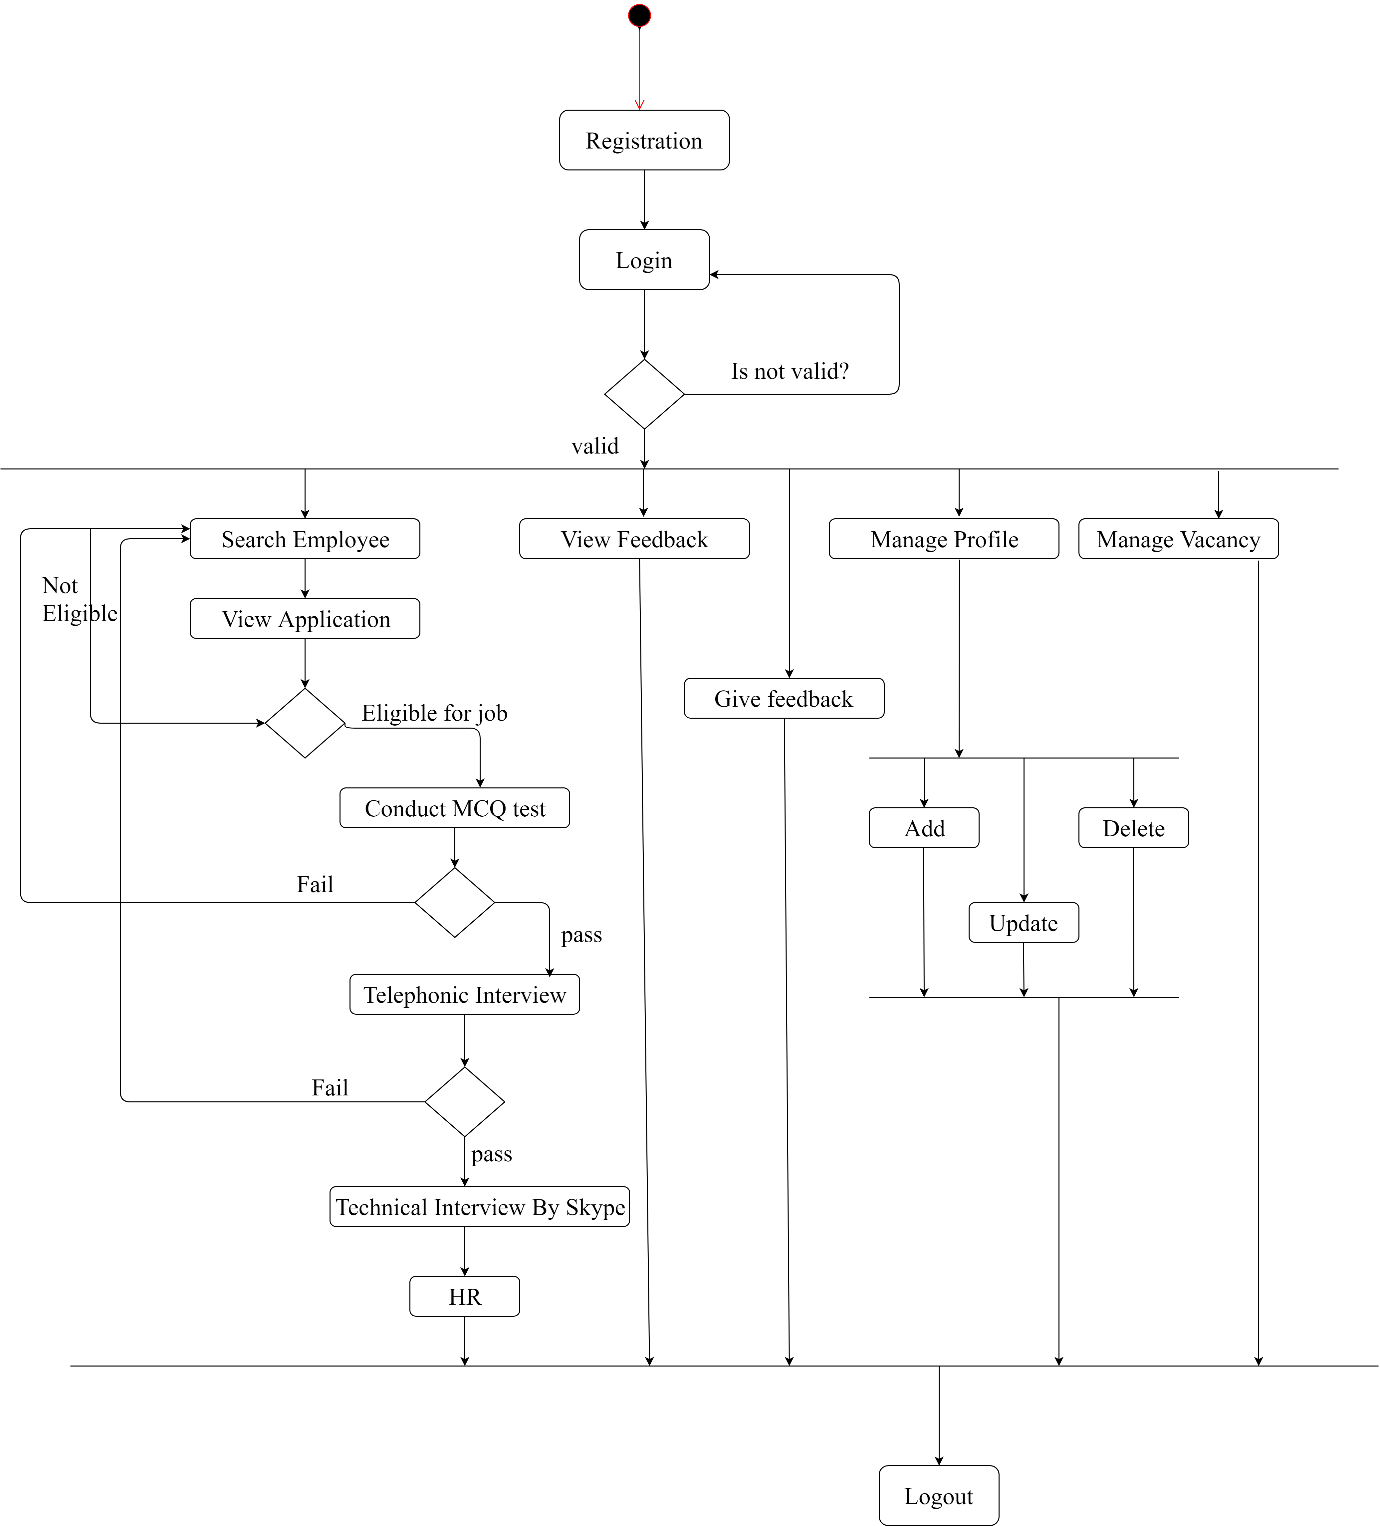 Registration
Login
Is not valid?
valid
Search Employee
View Feedback
Manage Profile
Manage Vacancy
Not
Eligible
View Application
Give feedback
Eligible for job
Conduct MCQ test
Add
Delete
Fail
Update
pass
Telephonic Interview
Fail
pass
Technical Interview By Skype
HR
Logout